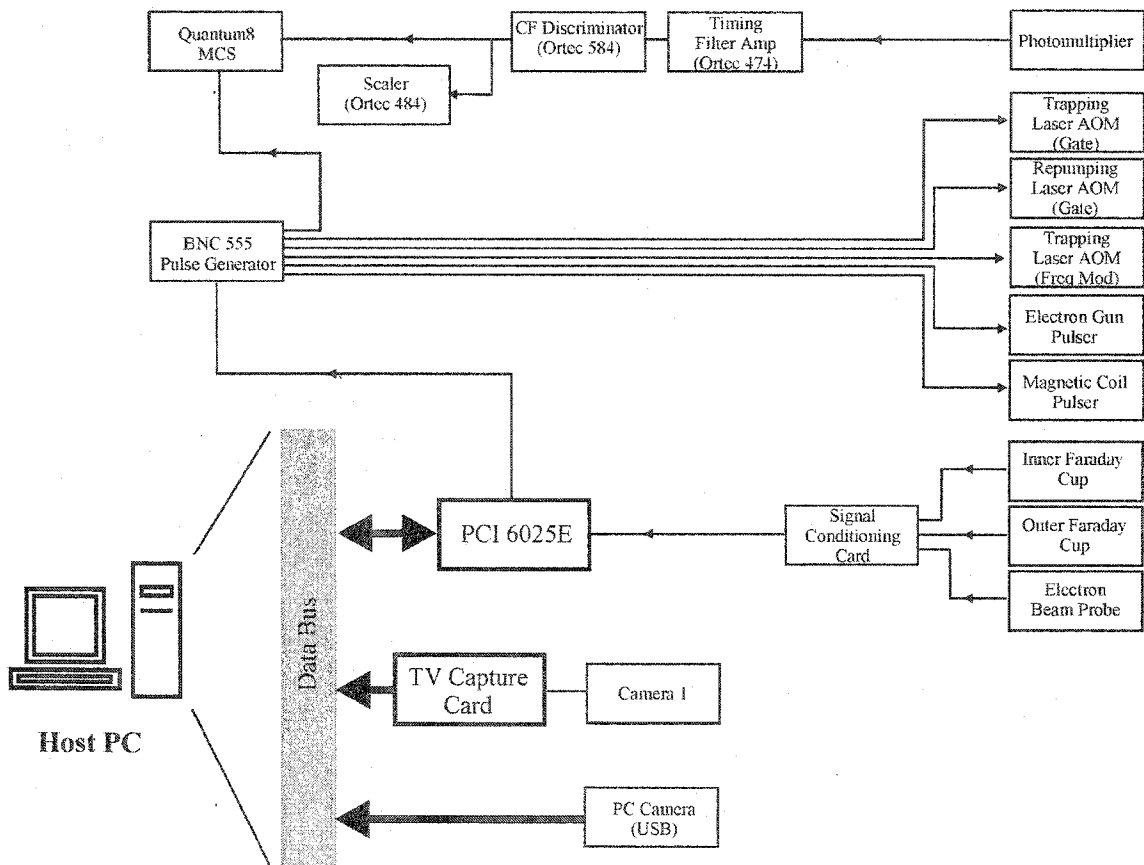 Quantum8
MCS
CF Discriminator
(Ortec 584)
Timing
Filter Amp
(Ortec 474)
Photomultiplier
Scaler
(Ortec 484)
Trapping
Laser AOM
(Gate)
Repumping
Laser AOM
(Gate)
BNC 555
Pulse Generator
Trapping
Laser AOM
(Freq Mod)
Electron Gun
Pulser
Magnetic Coil
Pulser
Inner Faraday
Cup
PCI 6025E
Signal
Conditioning
Card
Outer Faraday
Cup
Electron
Beam Probe
Data Bus
TV Capture
Card
Camera 1
Host PC
PC Camera
(USB)